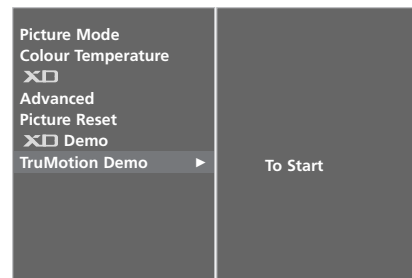 Picture Mode
Colour Temperature
XD
Advanced
Picture Reset
XD Demo
TruMotion Demo ►
To Start